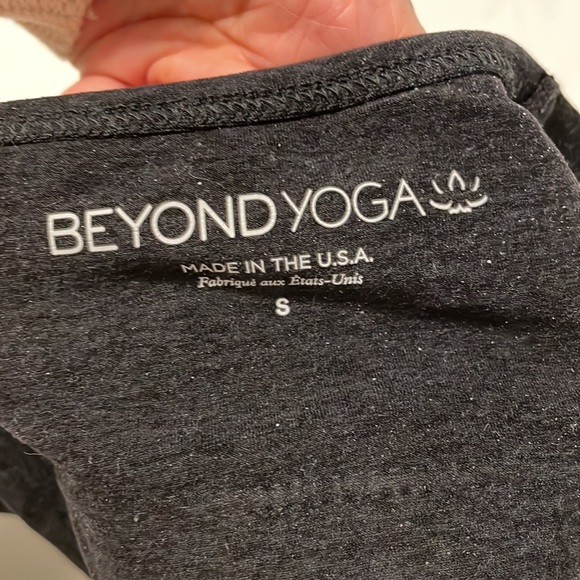 BEYOND YOGA
MADE IN THE U.S.A.
Fabriqué aux États-Unis
S